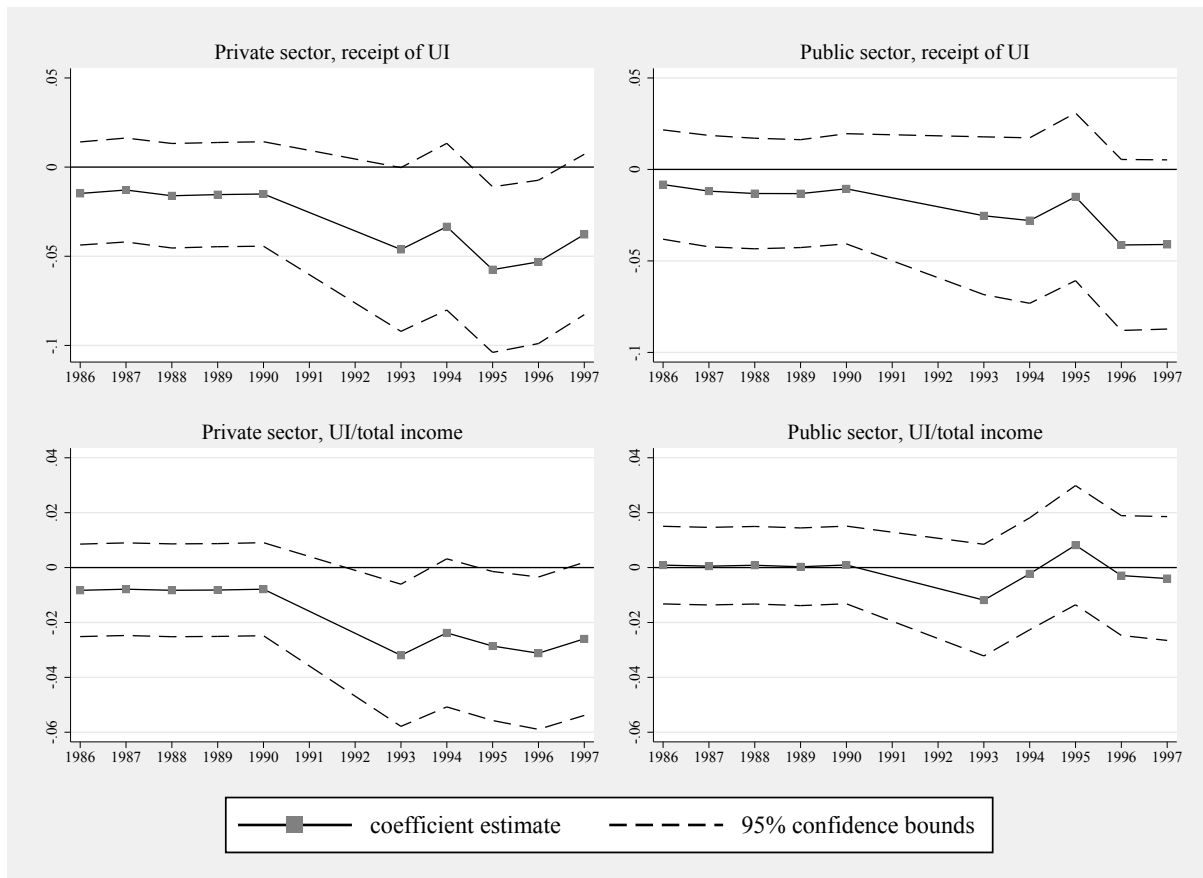 Private sector, receipt of UI
.05
0
-.05
-.1
1986 1987 1988 1989 1990 1991 1992 1993 1994 1995 1996 1997
Public sector, receipt of UI
.05
0
-.05
-.1
1986 1987 1988 1989 1990 1991 1992 1993 1994 1995 1996 1997
Private sector, UI/total income
.04
.02
0
-.02
-.04
-.06
1986 1987 1988 1989 1990 1991 1992 1993 1994 1995 1996 1997
Public sector, UI/total income
.04
.02
0
-.02
-.04
-.06
1986 1987 1988 1989 1990 1991 1992 1993 1994 1995 1996 1997
coefficient estimate 95% confidence bounds